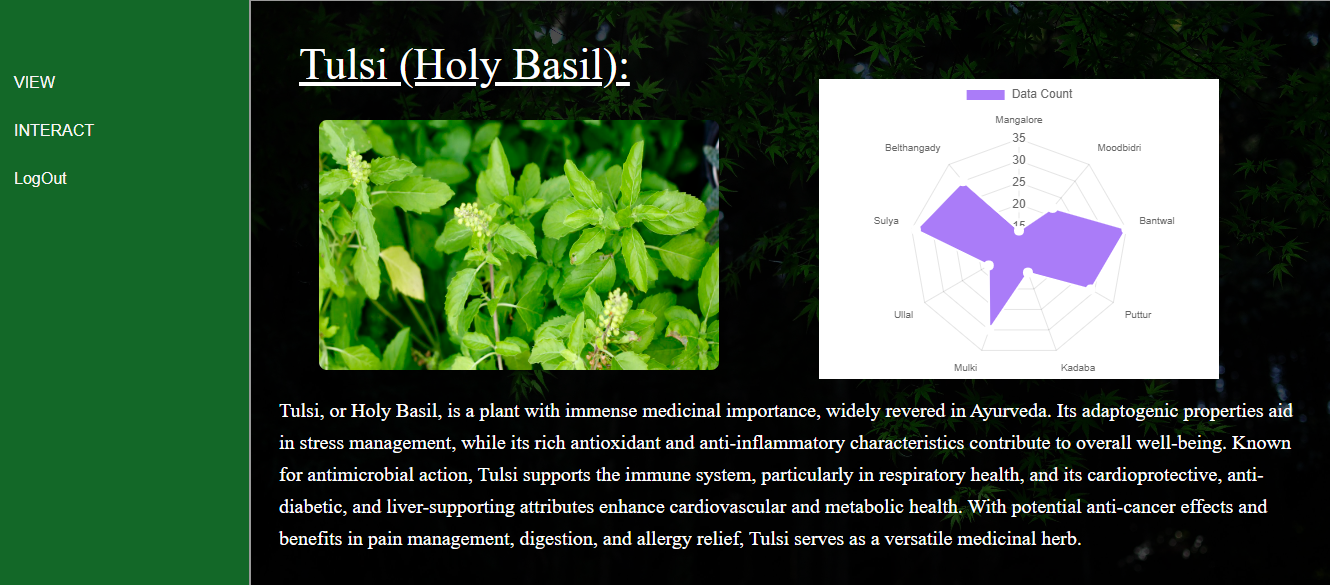 VIEW
INTERACT
LogOut
Tulsi (Holy Basil):
Data Count
Mangalore
Moodbidri
Bantwal
Puttur
Kadaba
Mulki
Ullal
Sulya
Belthangady
35
30
25
20
15
Tulsi, or Holy Basil, is a plant with immense medicinal importance, widely revered in Ayurveda. Its adaptogenic properties aid
in stress management, while its rich antioxidant and anti-inflammatory characteristics contribute to overall well-being. Known
for antimicrobial action, Tulsi supports the immune system, particularly in respiratory health, and its cardioprotective, anti-
diabetic, and liver-supporting attributes enhance cardiovascular and metabolic health. With potential anti-cancer effects and
benefits in pain management, digestion, and allergy relief, Tulsi serves as a versatile medicinal herb.